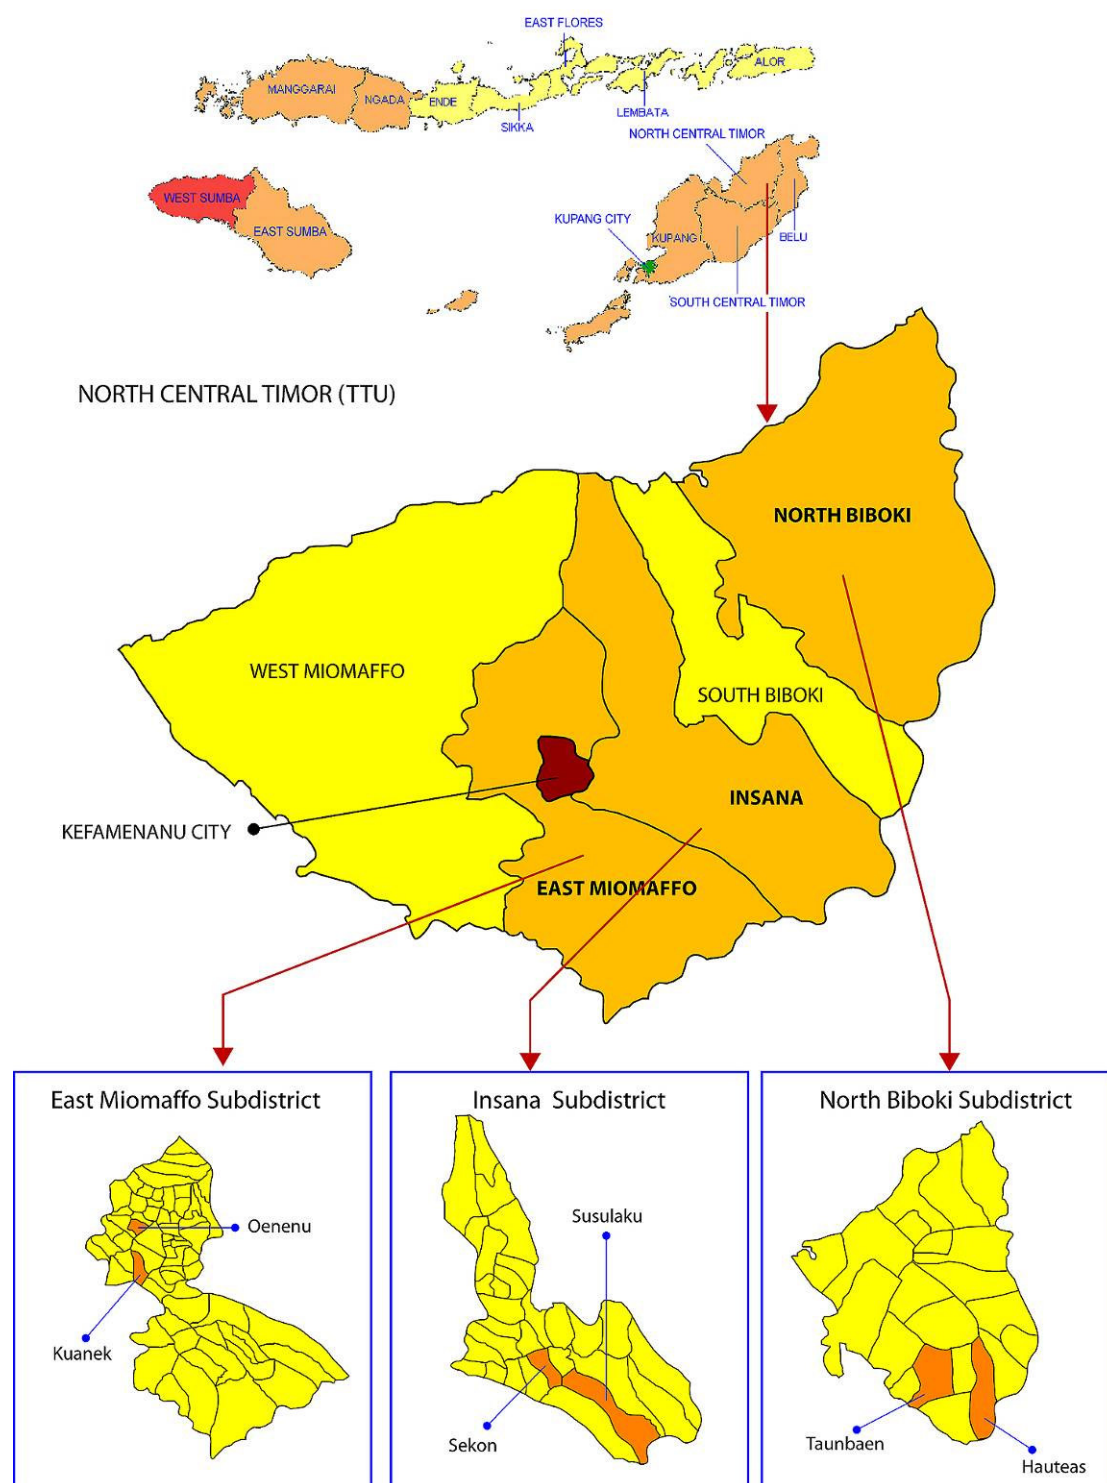 EAST FLORES
ALOR
MANGGARAI
NGADA
ENDE
LEMBATA
SIKKA
NORTH CENTRAL TIMOR
WEST SUMBA
EAST SUMBA
KUPANG CITY
KUPANG
BELU
SOUTH CENTRAL TIMOR
NORTH CENTRAL TIMOR (TTU)
NORTH BIBOKI
WEST MIOMAFFO
SOUTH BIBOKI
INSANA
KEFAMENANU CITY
EAST MIOMAFFO
East Miomaffo Subdistrict
Oenenu
Kuanek
Insana Subdistrict
Susulaku
Sekon
North Biboki Subdistrict
Taunbaen
Hauteas